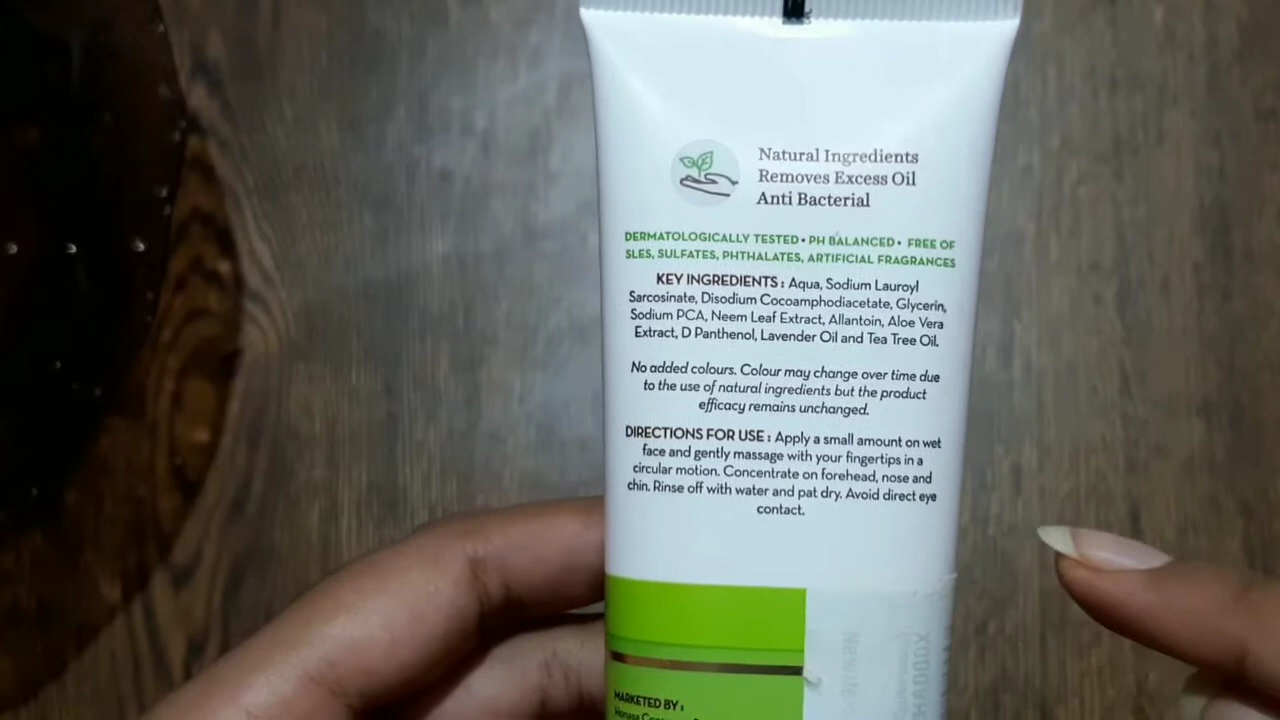 Natural Ingredients
Removes Excess Oil
Anti Bacterial
DERMATOLOGICALLY TESTED • PH BALANCED • FREE OF
SLES, SULFATES, PHTHALATES, ARTIFICIAL FRAGRANCES
KEY INGREDIENTS : Aqua, Sodium Lauroyl
Sarcosinate, Disodium Cocoamphodiacetate, Glycerin,
Sodium PCA, Neem Leaf Extract, Allantoin, Aloe Vera
Extract, D Panthenol, Lavender Oil and Tea Tree Oil.
No added colours. Colour may change over time due
to the use of natural ingredients but the product
efficacy remains unchanged.
DIRECTIONS FOR USE : Apply a small amount on wet
face and gently massage with your fingertips in a
circular motion. Concentrate on forehead, nose and
chin. Rinse off with water and pat dry. Avoid direct eye
contact.
MARKETED BY :